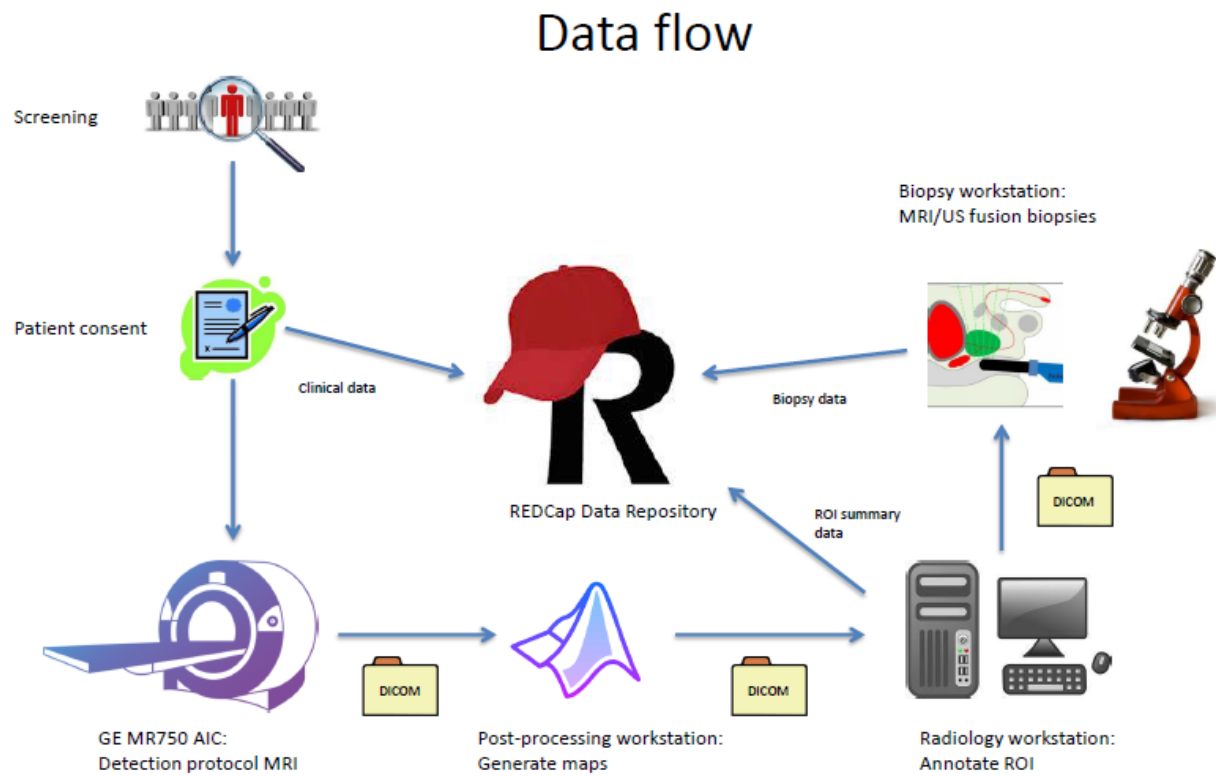 Data flow
Screening
Biopsy workstation:
MRI/US fusion biopsies
Patient consent
Clinical data
Biopsy data
R
REDCap Data Repository
ROI summary
data
DICOM
DICOM
DICOM
GE MR750 AIC:
Detection protocol MRI
Post-processing workstation:
Generate maps
Radiology workstation:
Annotate ROI